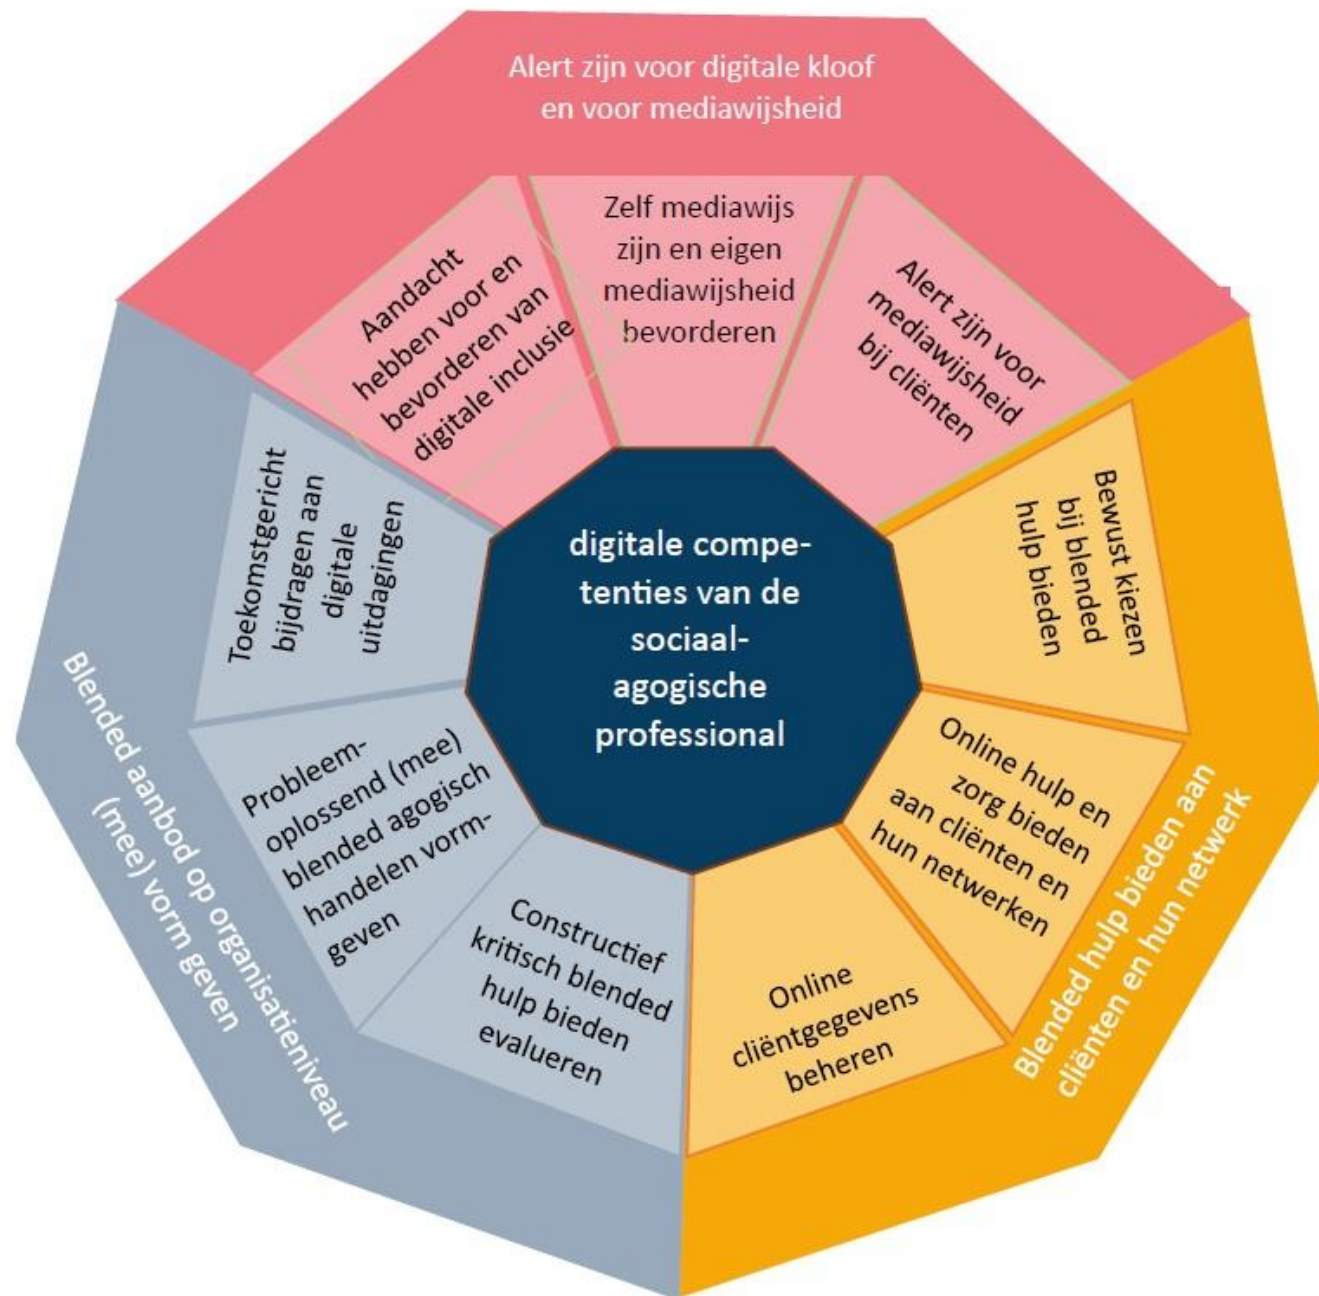 Alert zijn voor digitale kloof
en voor mediawijsheid
Aandacht
hebben voor en
bevorderen van
digitale inclusie
Zelf mediawijs
zijn en eigen
mediawijsheid
bevorderen
Alert zijn voor
mediawijsheid
bij cliënten
Bewust kiezen
bij blended
hulp bieden
Online hulp en
zorg bieden
aan cliënten en
hun netwerken
Online
cliëntgegevens
beheren
Blended hulp bieden aan
cliënten en hun netwerk
Constructief
kritisch blended
hulp bieden
evalueren
Probleem-
oplossend (mee)
blended agogisch
handelen vorm-
geven
Toekomstgericht
bijdragen aan
digitale
uitdagingen
Blended aanbod op organisatieniveau
(mee) vorm geven
digitale compe-
tenties van de
sociaal-
agogische
professional